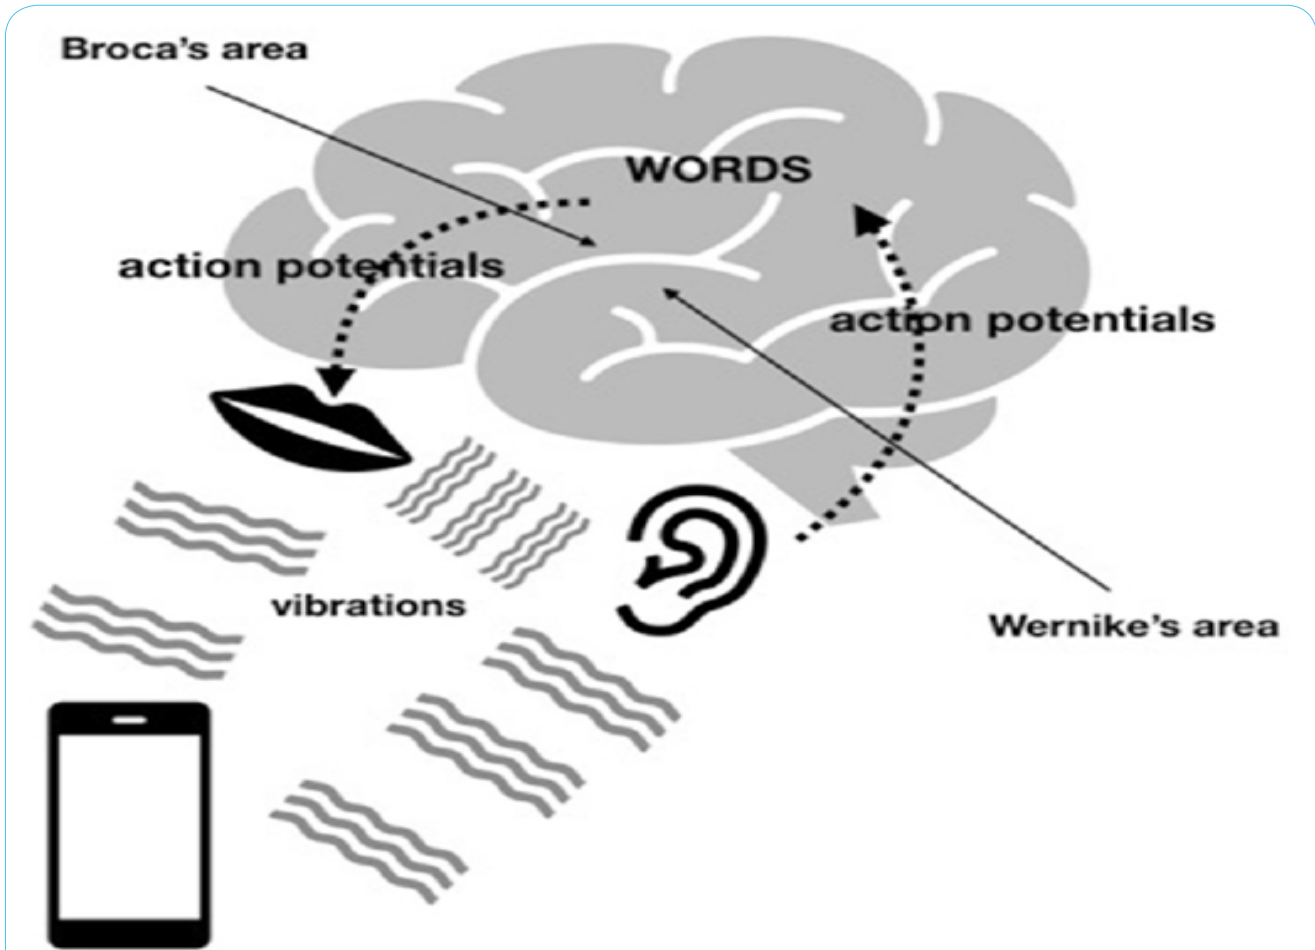 Broca's area
WORDS
action potentials
action potentials
vibrations
Wernike's area